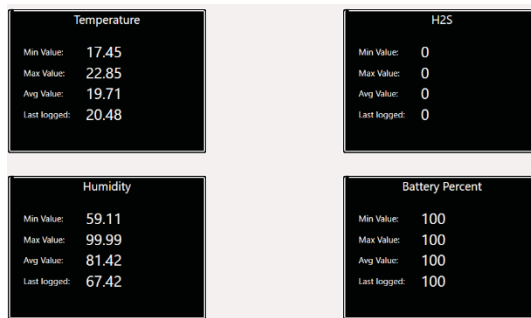 Temperature
Min Value: 17.45
Max Value: 22.85
Avg Value: 19.71
Last logged: 20.48
H2S
Min Value: 0
Max Value: 0
Avg Value: 0
Last logged: 0
Humidity
Min Value: 59.11
Max Value: 99.99
Avg Value: 81.42
Last logged: 67.42
Battery Percent
Min Value: 100
Max Value: 100
Avg Value: 100
Last logged: 100